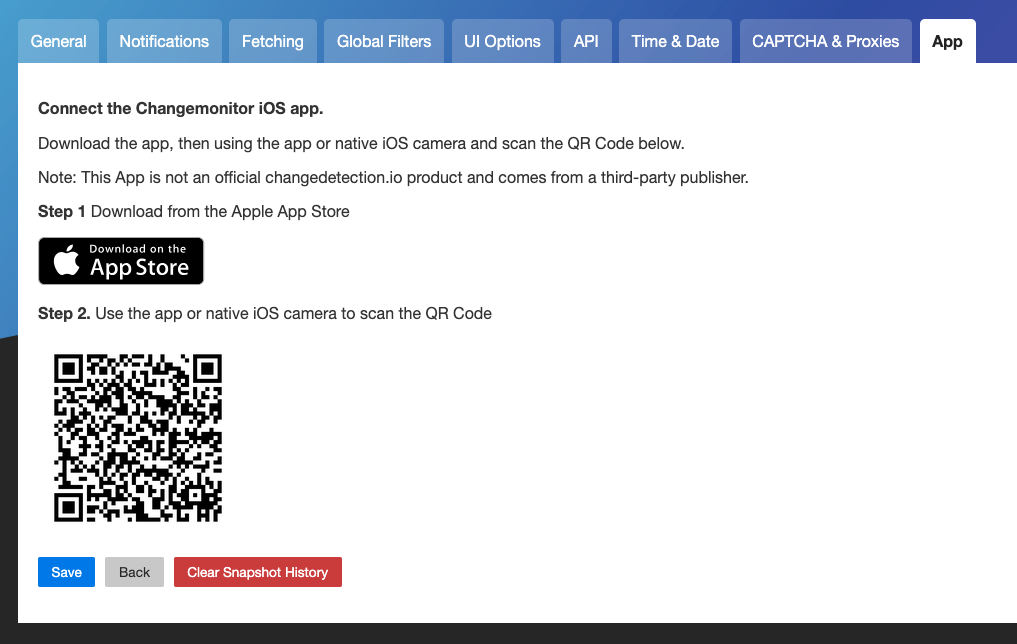 General Notifications Fetching Global Filters UI Options API Time & Date CAPTCHA & Proxies App
Connect the Changemonitor iOS app.
Download the app, then using the app or native iOS camera and scan the QR Code below.
Note: This App is not an official changedetection.io product and comes from a third-party publisher.
Step 1 Download from the Apple App Store
Download on the
App Store
Step 2. Use the app or native iOS camera to scan the QR Code
Save Back Clear Snapshot History